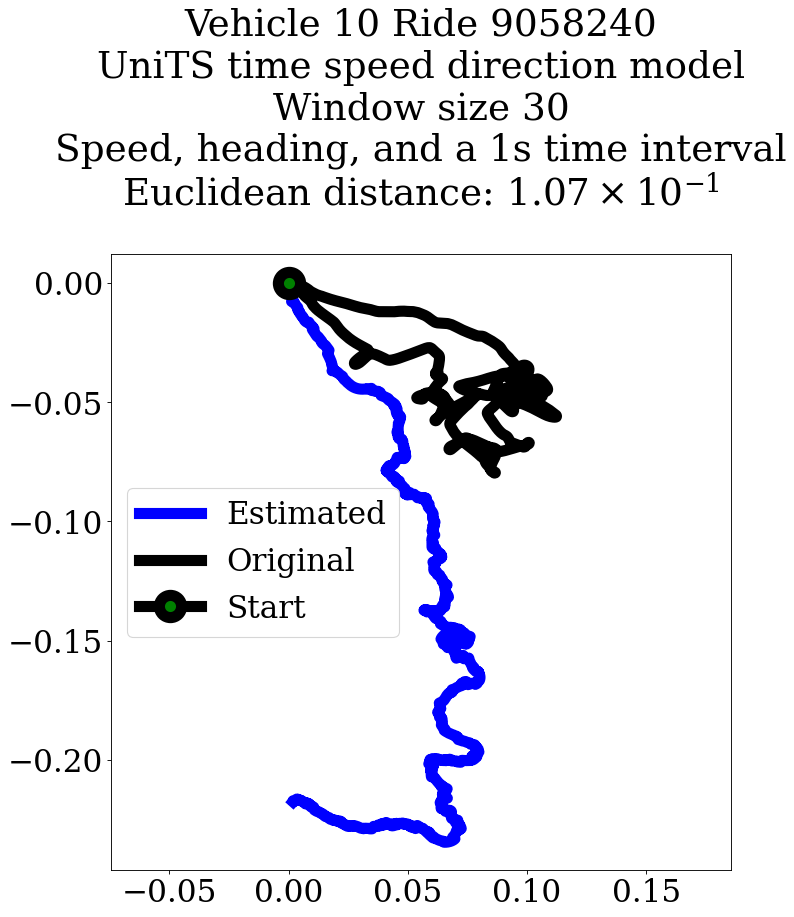 Vehicle 10 Ride 9058240
UniTS time speed direction model
Window size 30
Speed, heading, and a 1s time interval
Euclidean distance: 1.07 × 10⁻¹
0.00
−0.05
−0.10
−0.15
−0.20
Estimated
Original
Start
−0.05 0.00 0.05 0.10 0.15